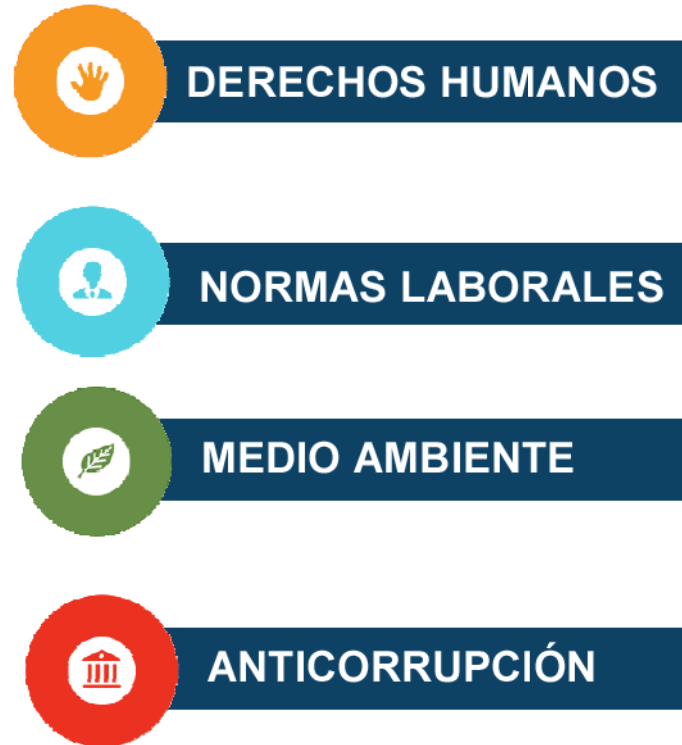 DERECHOS HUMANOS
NORMAS LABORALES
MEDIO AMBIENTE
ANTICORRUPCIÓN